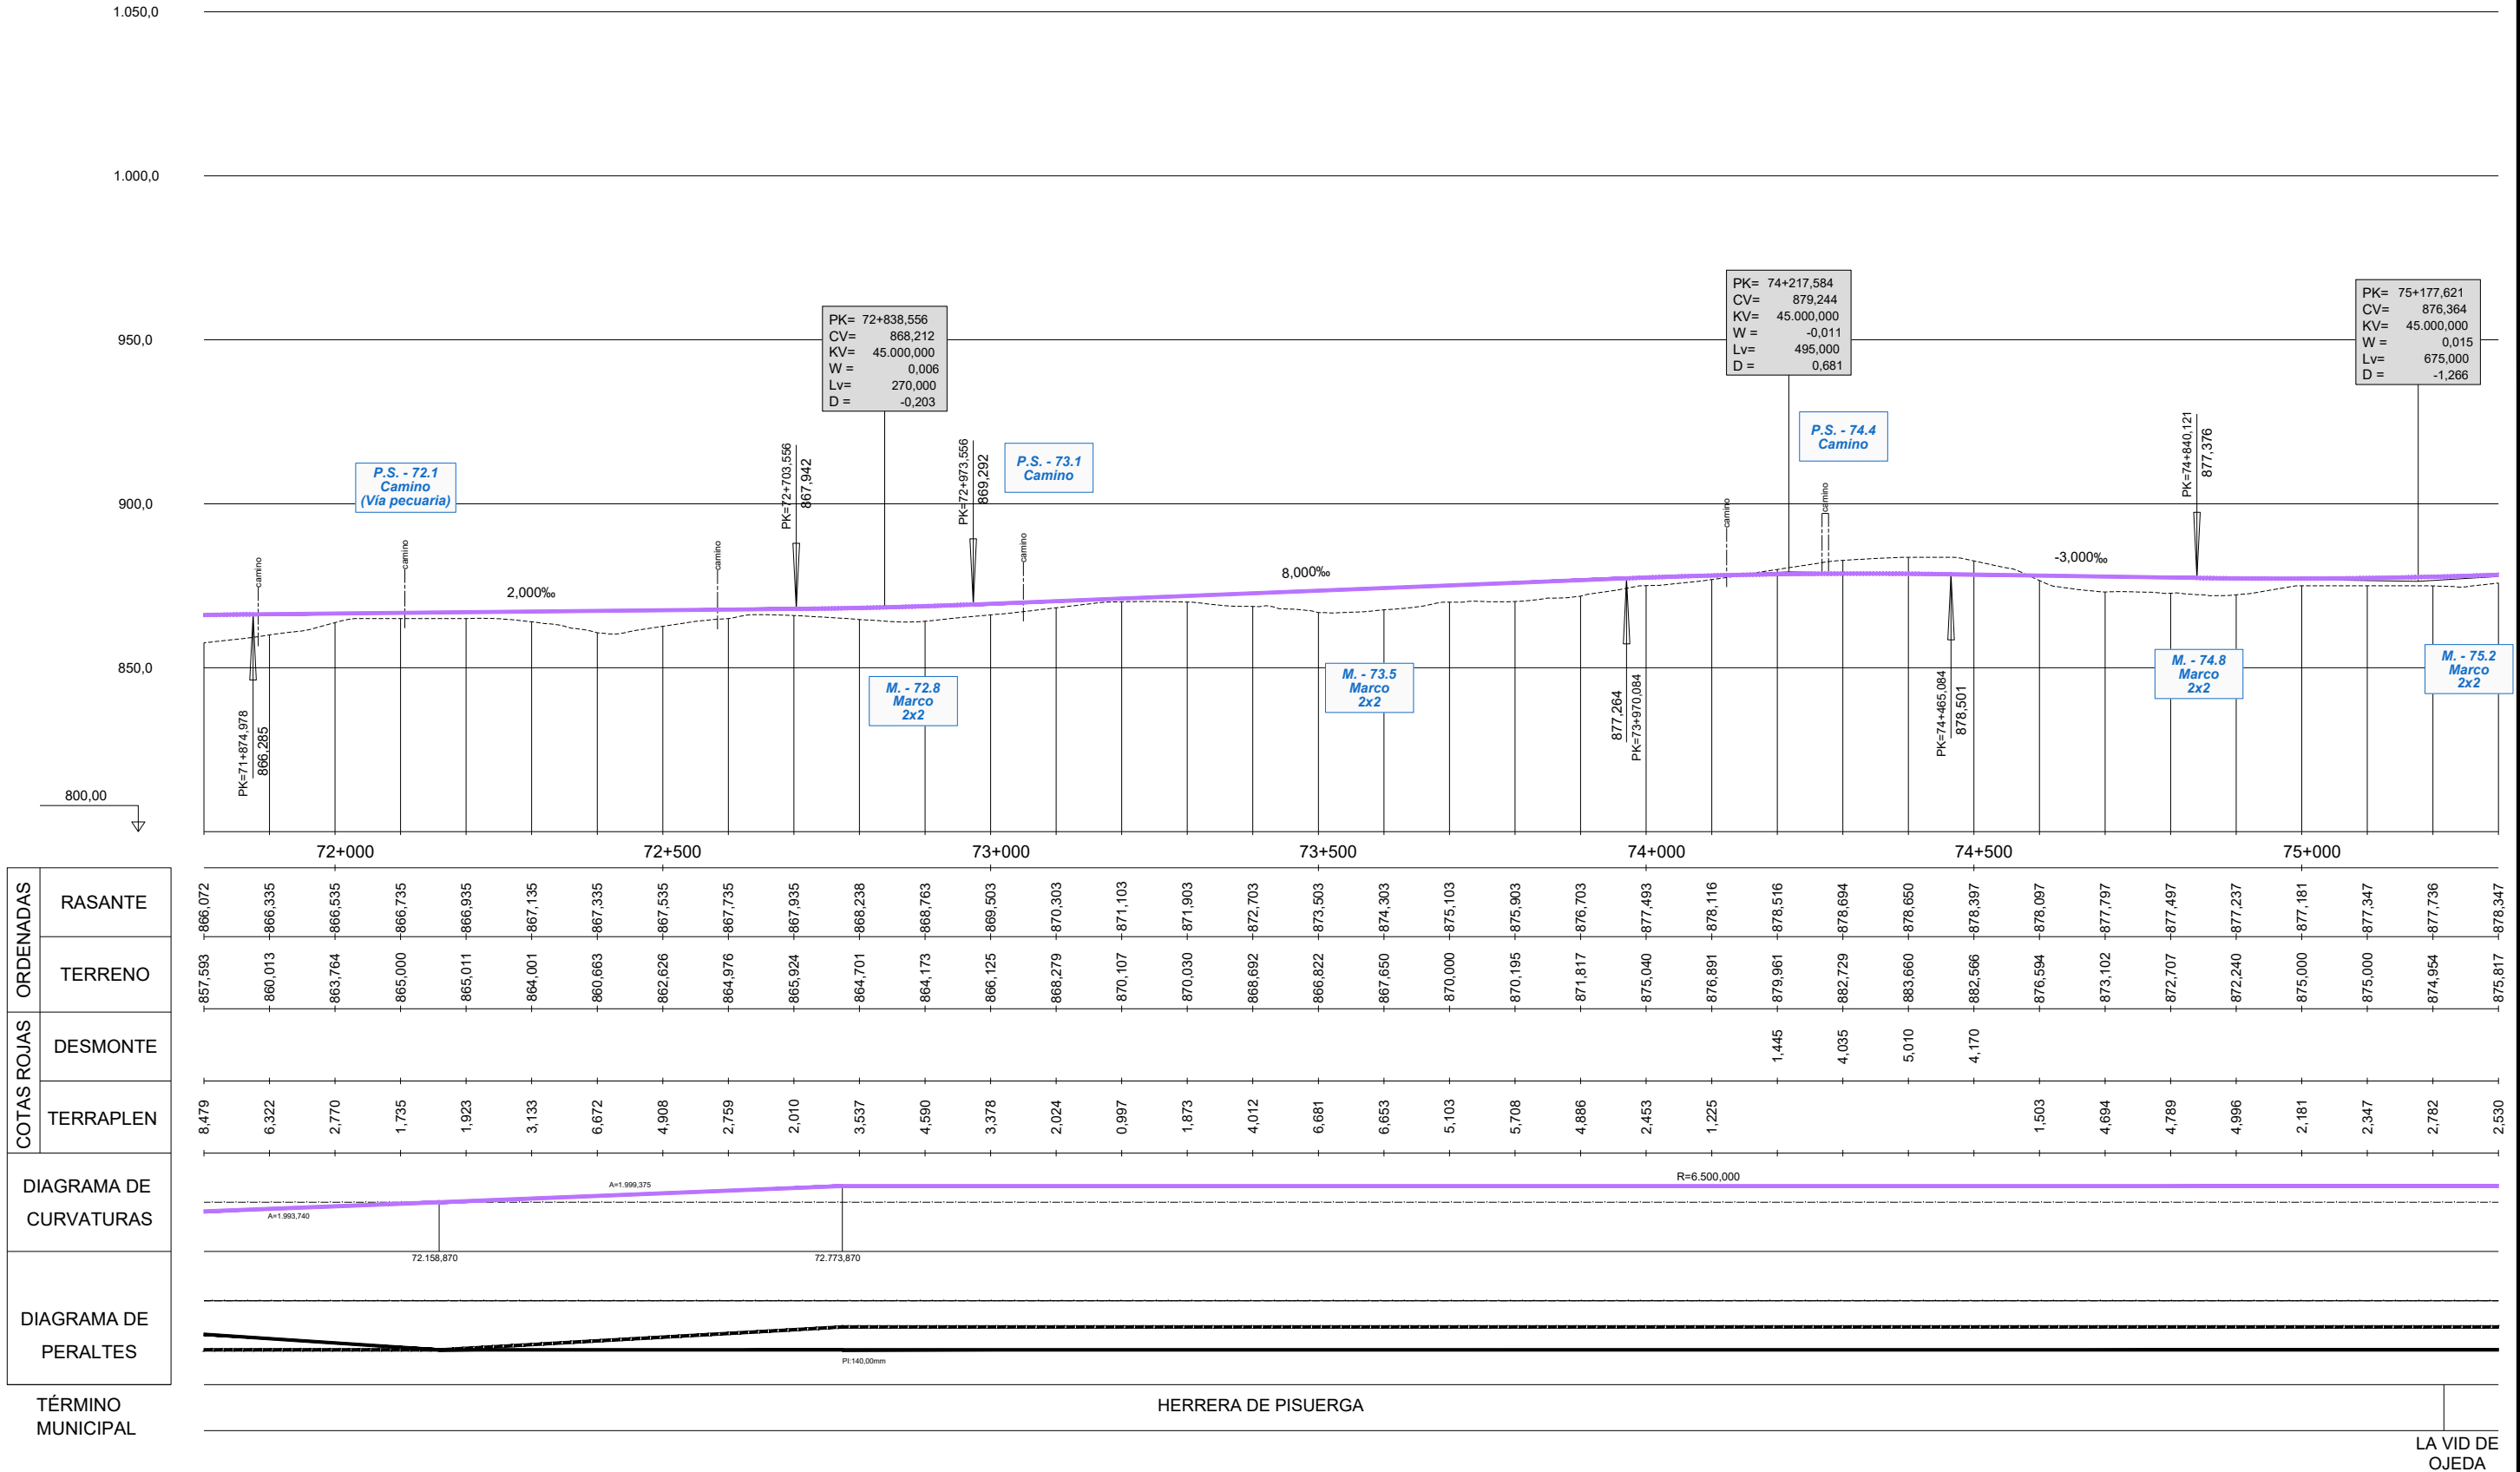 1.050,0
1.000,0
950,0
900,0
850,0
800,00
PK= 72+838,556
CV= 868,212
KV= 45.000,000
W = 0,006
Lv= 270,000
D = -0,203
PK= 74+217,584
CV= 879,244
KV= 45.000,000
W = -0,011
Lv= 495,000
D = 0,681
PK= 75+177,621
CV= 876,364
KV= 45.000,000
W = 0,015
Lv= 675,000
D = -1,266
P.S. - 72.1
Camino
(Vía pecuaria)
P.S. - 73.1
Camino
P.S. - 74.4
Camino
PK=72+703,556
867,942
PK=72+973,556
869,292
PK=74+840,121
877,376
camino
camino
camino
camino
camino
camino
2,000‰
8,000‰
-3,000‰
M. - 72.8
Marco
2x2
M. - 73.5
Marco
2x2
M. - 74.8
Marco
2x2
M. - 75.2
Marco
2x2
PK=71+874,978
866,285
877,264
PK=73+970,084
PK=74+465,084
878,501
72+000 72+500 73+000 73+500 74+000 74+500 75+000
ORDENADAS
RASANTE
866,072 866,335 866,535 866,735 866,935 867,135 867,335 867,535 867,735 867,935 868,238 868,763 869,503 870,303 871,103 871,903 872,703 873,503 874,303 875,103 875,903 876,703 877,493 878,116 878,516 878,694 878,650 878,397 878,097 877,797 877,497 877,237 877,181 877,347 877,736 878,347
TERRENO
857,593 860,013 863,764 865,000 865,011 864,001 860,663 862,626 864,976 865,924 864,701 864,173 866,125 868,279 870,107 870,030 868,692 866,822 867,650 870,000 870,195 871,817 875,040 876,891 879,961 882,729 883,660 882,566 876,594 873,102 872,707 872,240 875,000 875,000 874,954 875,817
COTAS ROJAS
DESMONTE
1,445 4,035 5,010 4,170
TERRAPLEN
8,479 6,322 2,770 1,735 1,923 3,133 6,672 4,908 2,759 2,010 3,537 4,590 3,378 2,024 0,997 1,873 4,012 6,681 6,653 5,103 5,708 4,886 2,453 1,225 1,503 4,694 4,789 4,996 2,181 2,347 2,782 2,530
DIAGRAMA DE
CURVATURAS
A=1.993,740
A=1.999,375
R=6.500,000
72.158,870
72.773,870
DIAGRAMA DE
PERALTES
PI:140,00mm
TÉRMINO
MUNICIPAL
HERRERA DE PISUERGA
LA VID DE
OJEDA